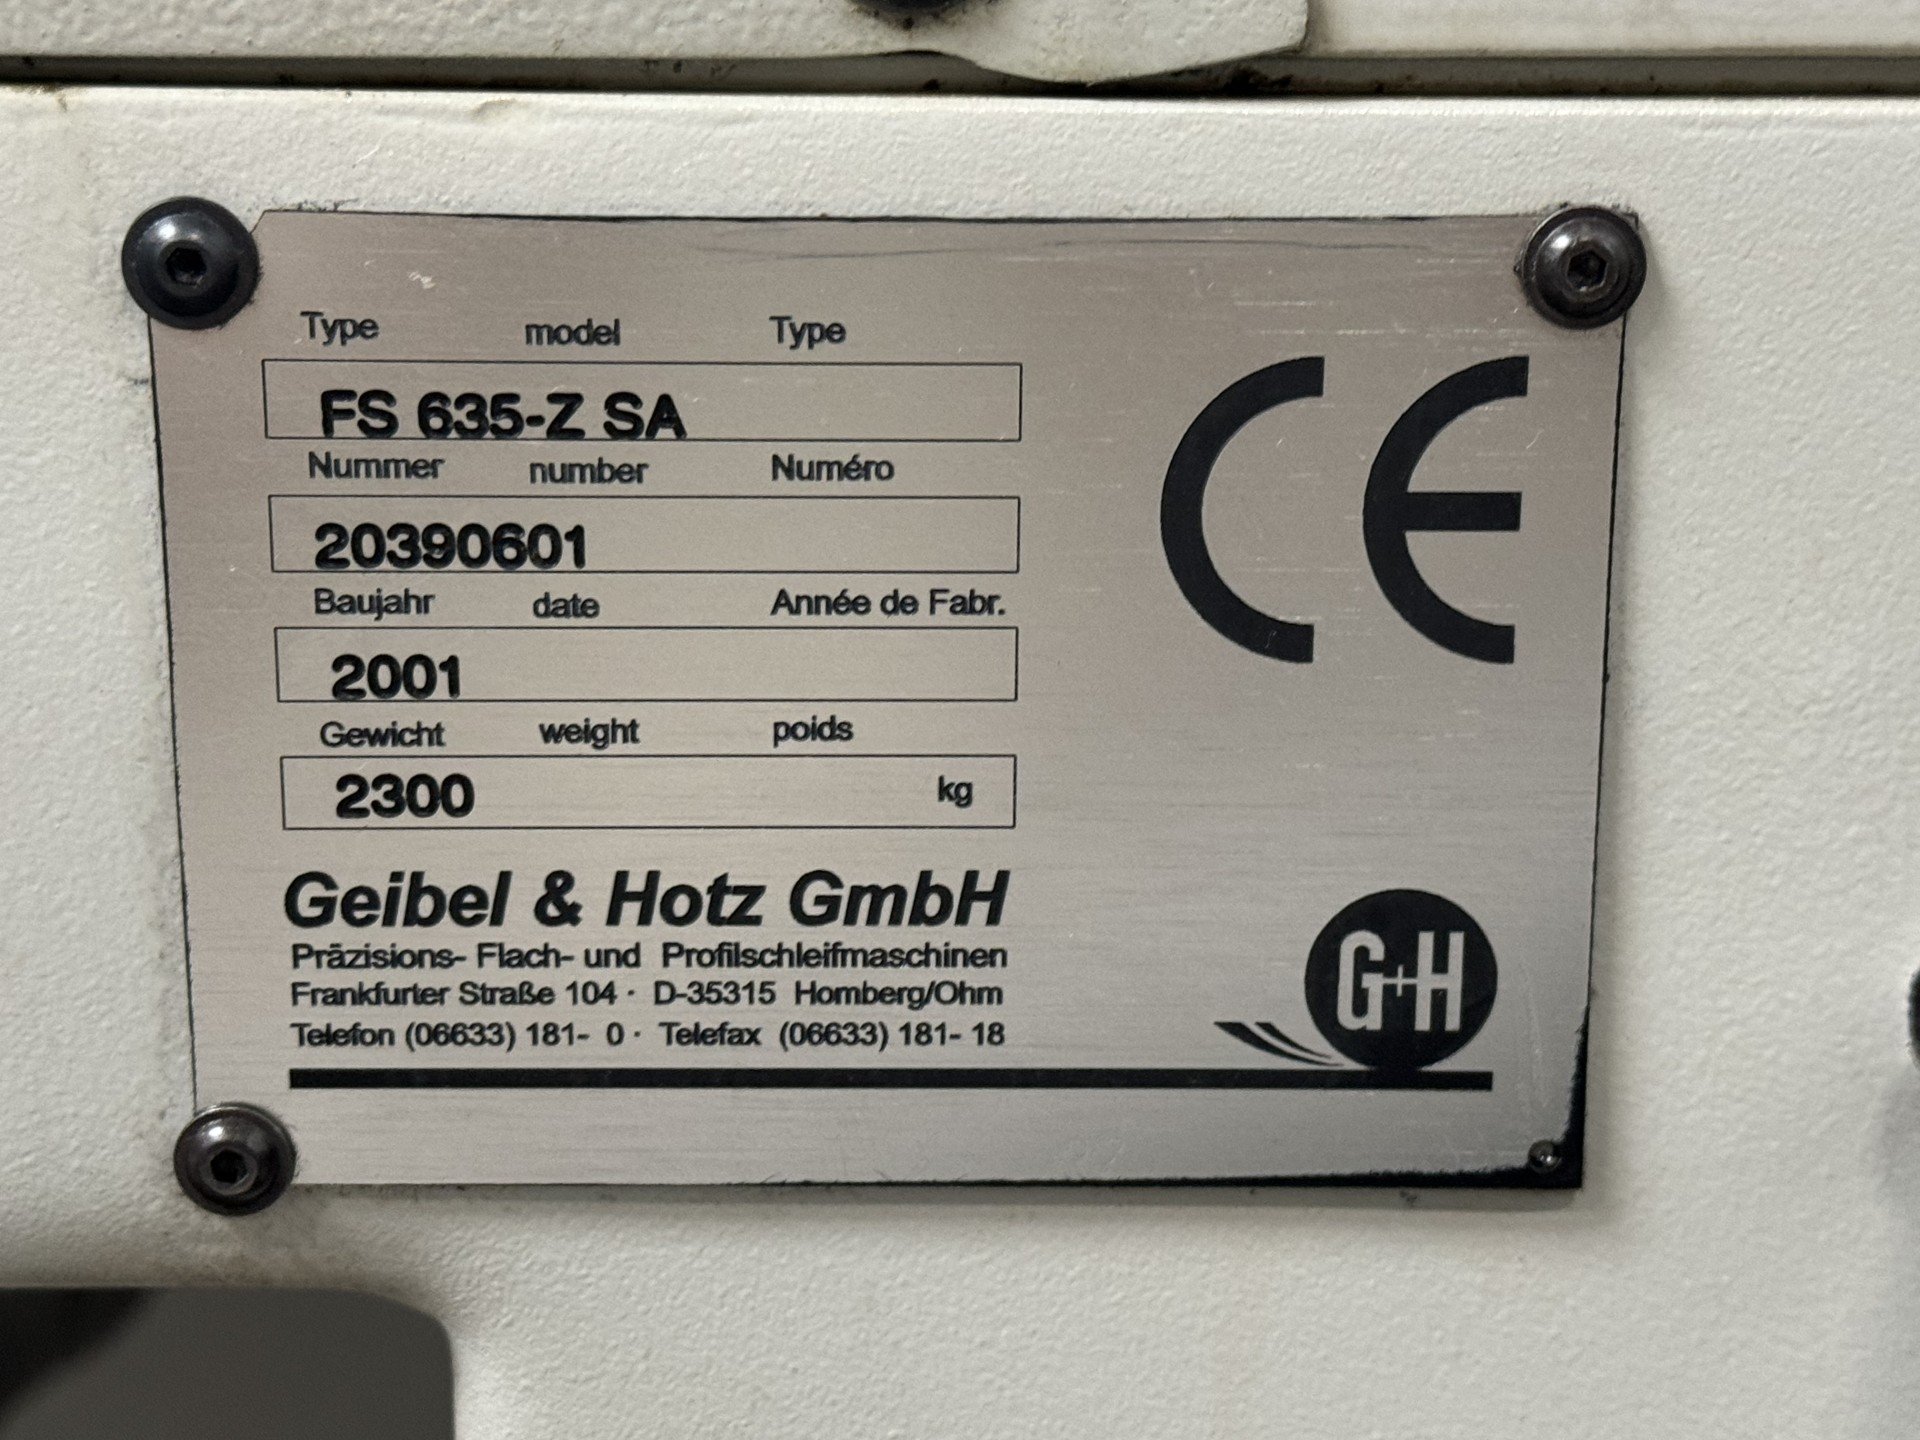 Type model Type
FS 635-Z SA
Nummer number Numéro
20390601
Baujahr date Année de Fabr.
2001
Gewicht weight poids
2300 kg
Geibel & Hotz GmbH
Präzisions- Flach- und Profilschleifmaschinen
Frankfurter Straße 104 · D-35315 Homberg/Ohm
Telefon (06633) 181- 0 · Telefax (06633) 181- 18
CE
G+H